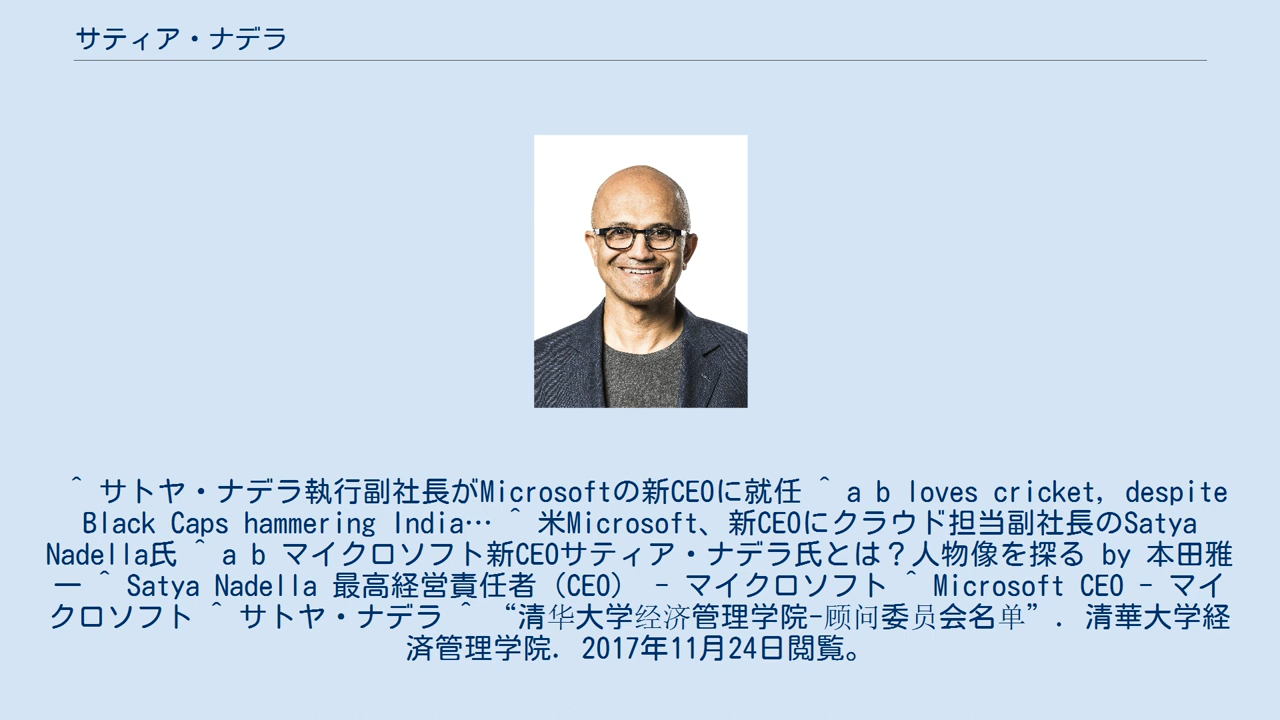 サティア・ナデラ
^ サトヤ・ナデラ執行副社長がMicrosoftの新CEOに就任 ^ a b loves cricket, despite
Black Caps hammering India… ^ 米Microsoft、新CEOにクラウド担当副社長のSatya
Nadella氏 ^ a b マイクロソフト新CEOサティア・ナデラ氏とは？人物像を探る by 本田雅
一 ^ Satya Nadella 最高経営責任者（CEO） - マイクロソフト ^ Microsoft CEO - マイ
クロソフト ^ サトヤ・ナデラ ^ “清华大学经济管理学院-顾问委员会名单”. 清華大学経
済管理学院. 2017年11月24日閲覧。